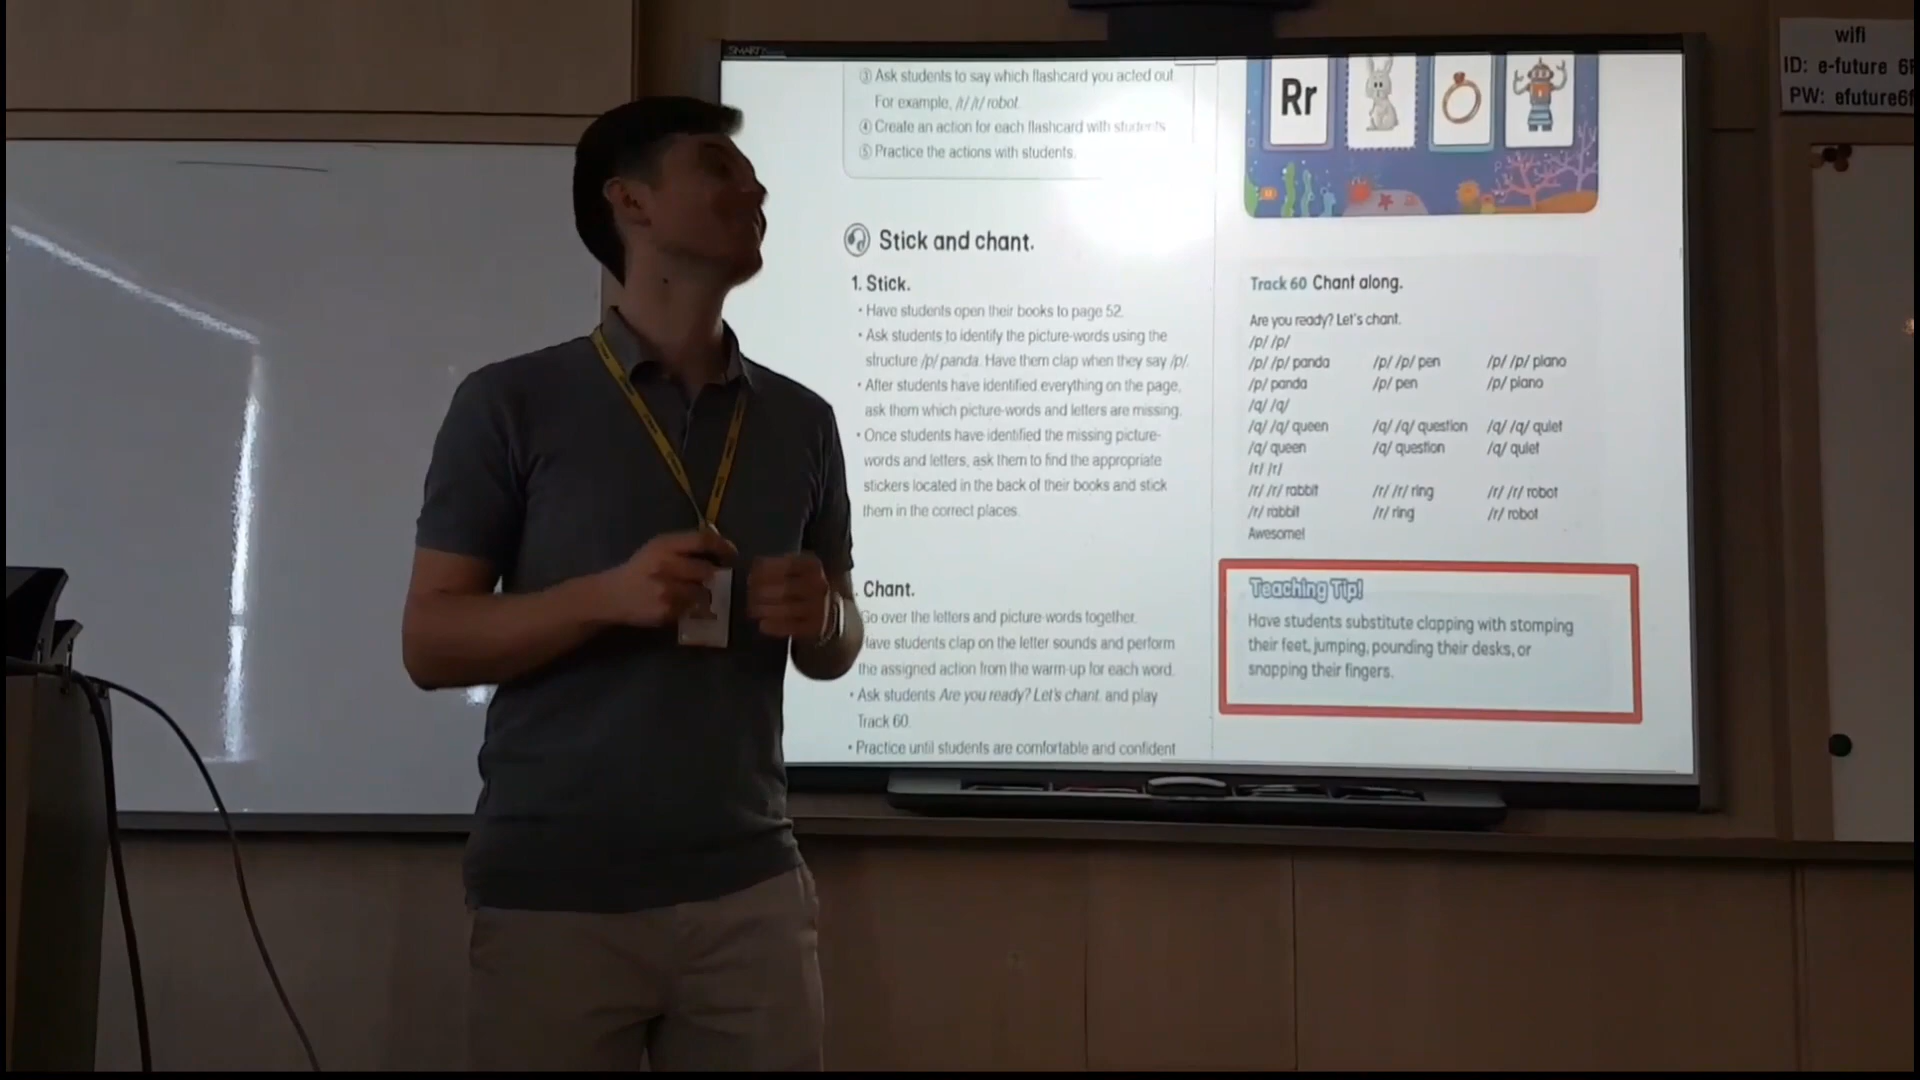 SMART
③ Ask students to say which flashcard you acted out.
For example, /r/ /r/ robot.
④ Create an action for each flashcard with students.
⑤ Practice the actions with students.
Stick and chant.
1. Stick.
• Have students open their books to page 52.
• Ask students to identify the picture-words using the
structure /p/ panda. Have them clap when they say /p/.
• After students have identified everything on the page,
ask them which picture-words and letters are missing.
• Once students have identified the missing picture-
words and letters, ask them to find the appropriate
stickers located in the back of their books and stick
them in the correct places.
. Chant.
Go over the letters and picture-words together.
Have students clap on the letter sounds and perform
the assigned action from the warm-up for each word.
• Ask students Are you ready? Let's chant. and play
Track 60.
• Practice until students are comfortable and confident
Rr
Track 60 Chant along.
Are you ready? Let's chant.
/p/ /p/
/p/ /p/ panda /p/ /p/ pen /p/ /p/ piano
/p/ panda /p/ pen /p/ piano
/q/ /q/
/q/ /q/ queen /q/ /q/ question /q/ /q/ quiet
/q/ queen /q/ question /q/ quiet
/r/ /r/
/r/ /r/ rabbit /r/ /r/ ring /r/ /r/ robot
/r/ rabbit /r/ ring /r/ robot
Awesome!
Teaching Tip!
Have students substitute clapping with stomping
their feet, jumping, pounding their desks, or
snapping their fingers.
wifi
ID: e-future 6
PW: efuture6f